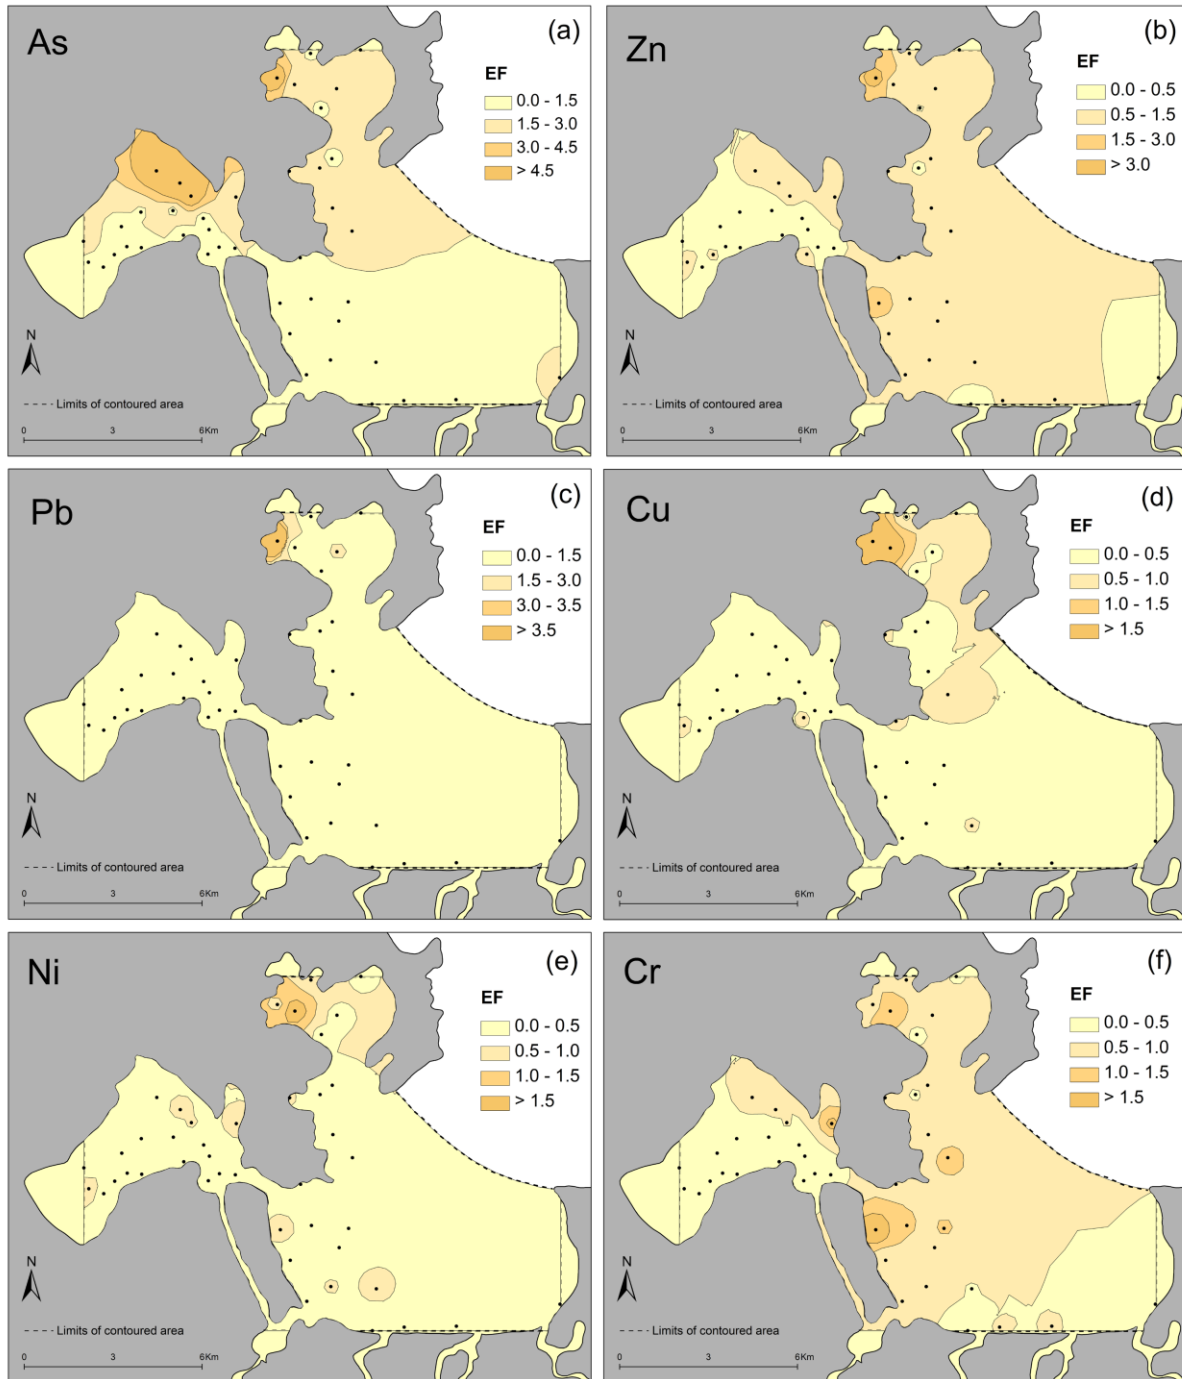 As
(a)
EF
0.0 - 1.5
1.5 - 3.0
3.0 - 4.5
> 4.5
N
Limits of contoured area
0 3 6Km
Zn
(b)
EF
0.0 - 0.5
0.5 - 1.5
1.5 - 3.0
> 3.0
N
Limits of contoured area
0 3 6Km
Pb
(c)
EF
0.0 - 1.5
1.5 - 3.0
3.0 - 3.5
> 3.5
N
Limits of contoured area
0 3 6Km
Cu
(d)
EF
0.0 - 0.5
0.5 - 1.0
1.0 - 1.5
> 1.5
N
Limits of contoured area
0 3 6Km
Ni
(e)
EF
0.0 - 0.5
0.5 - 1.0
1.0 - 1.5
> 1.5
N
Limits of contoured area
0 3 6Km
Cr
(f)
EF
0.0 - 0.5
0.5 - 1.0
1.0 - 1.5
> 1.5
N
Limits of contoured area
0 3 6Km